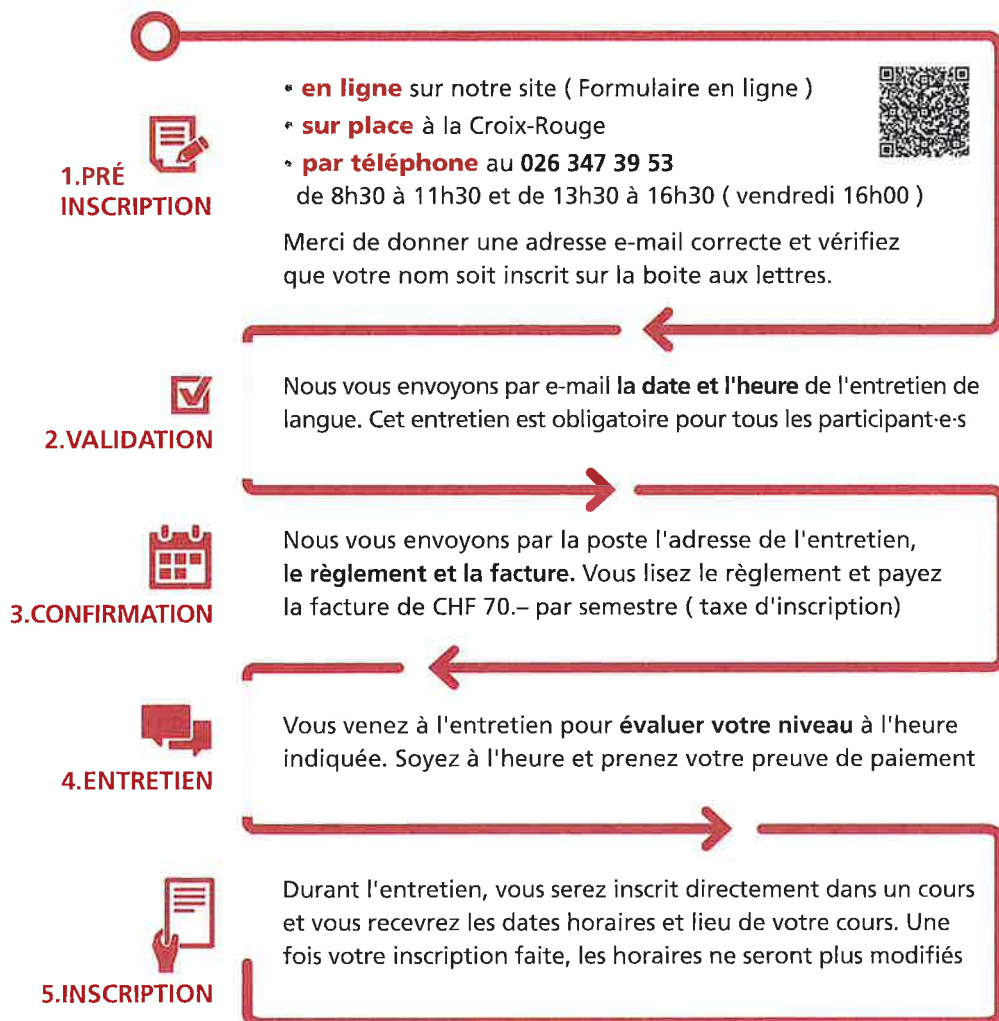 • en ligne sur notre site ( Formulaire en ligne )
• sur place à la Croix-Rouge
• par téléphone au 026 347 39 53
de 8h30 à 11h30 et de 13h30 à 16h30 ( vendredi 16h00 )
1.PRÉ
INSCRIPTION
Merci de donner une adresse e-mail correcte et vérifiez
que votre nom soit inscrit sur la boite aux lettres.
Nous vous envoyons par e-mail la date et l'heure de l'entretien de
langue. Cet entretien est obligatoire pour tous les participant·e·s
2.VALIDATION
Nous vous envoyons par la poste l'adresse de l'entretien,
le règlement et la facture. Vous lisez le règlement et payez
la facture de CHF 70.– par semestre ( taxe d'inscription)
3.CONFIRMATION
Vous venez à l'entretien pour évaluer votre niveau à l'heure
indiquée. Soyez à l'heure et prenez votre preuve de paiement
4.ENTRETIEN
Durant l'entretien, vous serez inscrit directement dans un cours
et vous recevrez les dates horaires et lieu de votre cours. Une
fois votre inscription faite, les horaires ne seront plus modifiés
5.INSCRIPTION